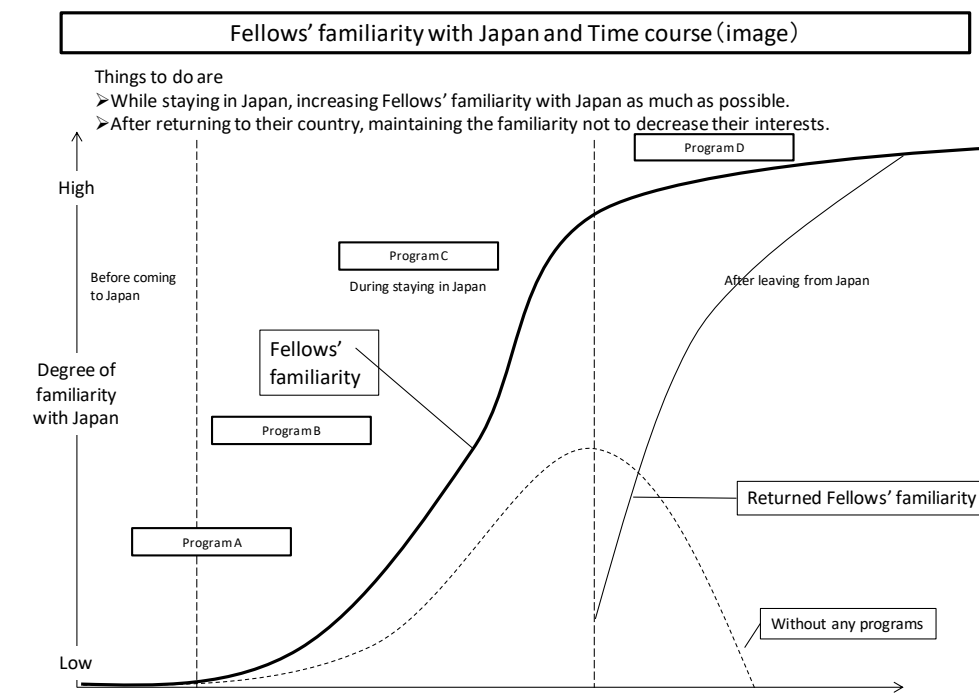 Fellows’ familiarity with Japan and Time course（image）
Things to do are
➢While staying in Japan, increasing Fellows’ familiarity with Japan as much as possible.
➢After returning to their country, maintaining the familiarity not to decrease their interests.
Program D
High
Program C
Before coming
to Japan
During staying in Japan
After leaving from Japan
Fellows’
familiarity
Degree of
familiarity
with Japan
Program B
Returned Fellows’ familiarity
Program A
Without any programs
Low